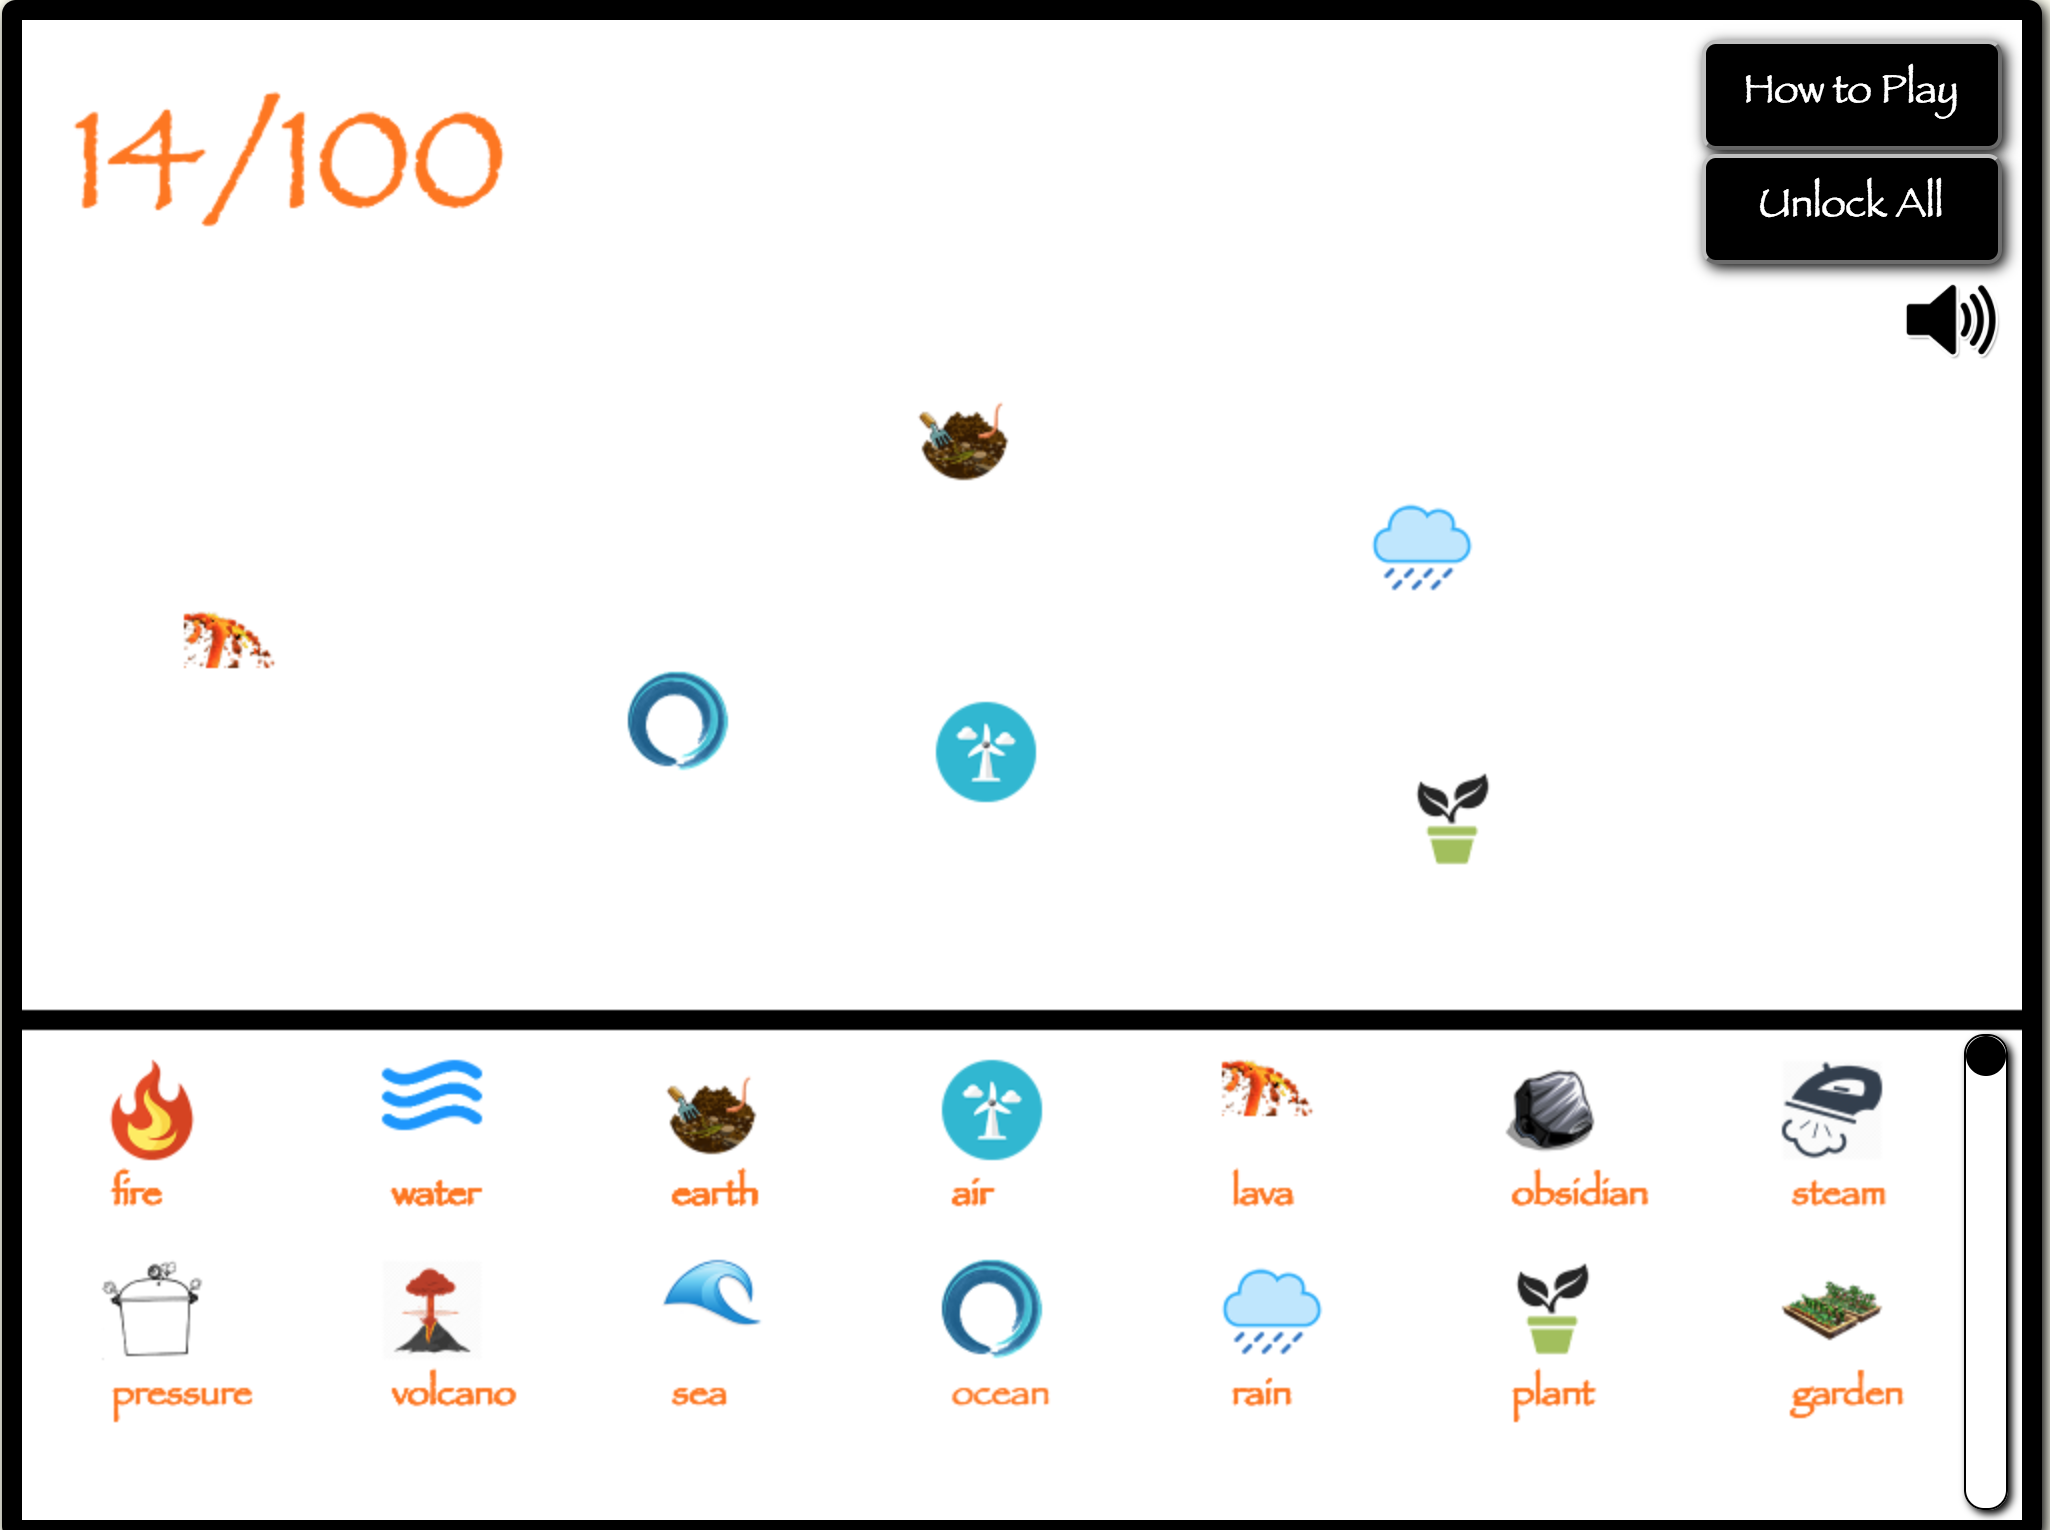 14/100
How to Play
Unlock All
fire water earth air lava obsidian steam
pressure volcano sea ocean rain plant garden